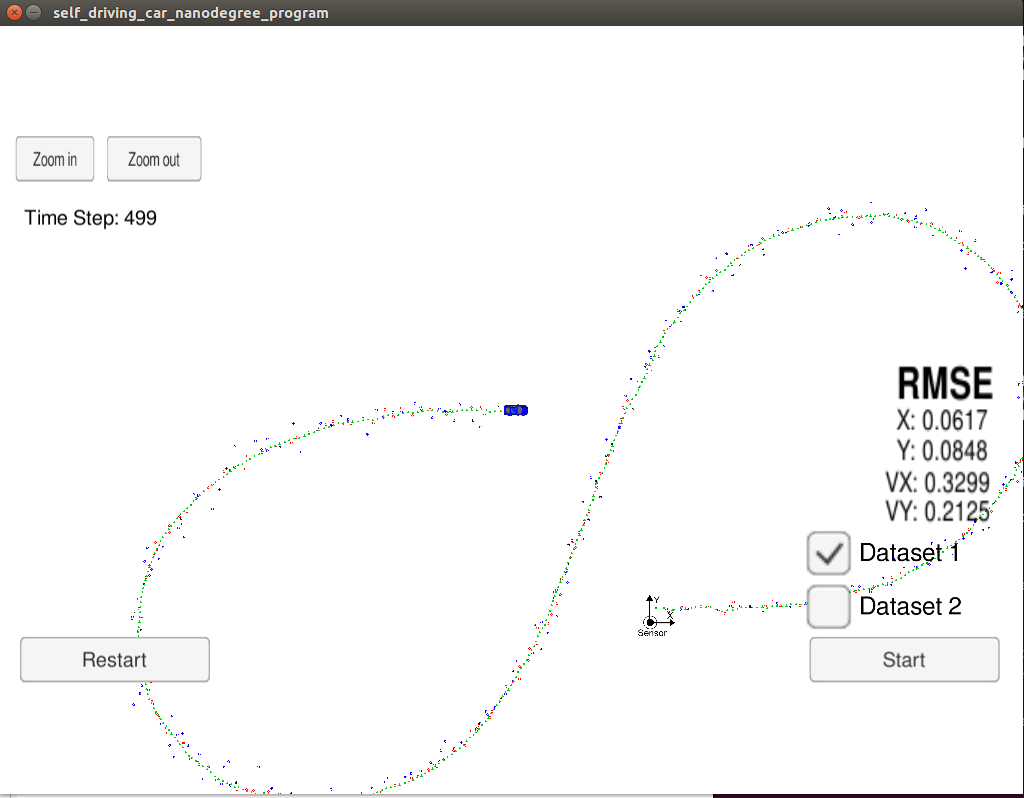 self_driving_car_nanodegree_program
Zoom in
Zoom out
Time Step: 499
RMSE
X: 0.0617
Y: 0.0848
VX: 0.3299
VY: 0.2125
Dataset 1
Dataset 2
Y
X
Sensor
Restart
Start